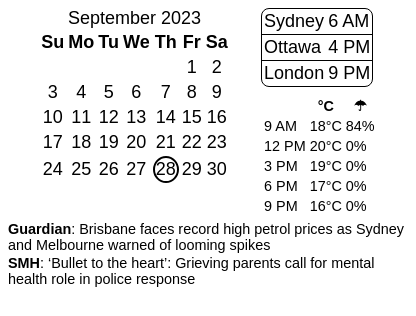 September 2023
Su Mo Tu We Th Fr Sa
1 2
3 4 5 6 7 8 9
10 11 12 13 14 15 16
17 18 19 20 21 22 23
24 25 26 27 28 29 30
Sydney 6 AM
Ottawa 4 PM
London 9 PM
°C ☂
9 AM 18°C 84%
12 PM 20°C 0%
3 PM 19°C 0%
6 PM 17°C 0%
9 PM 16°C 0%
Guardian: Brisbane faces record high petrol prices as Sydney
and Melbourne warned of looming spikes
SMH: ‘Bullet to the heart’: Grieving parents call for mental
health role in police response